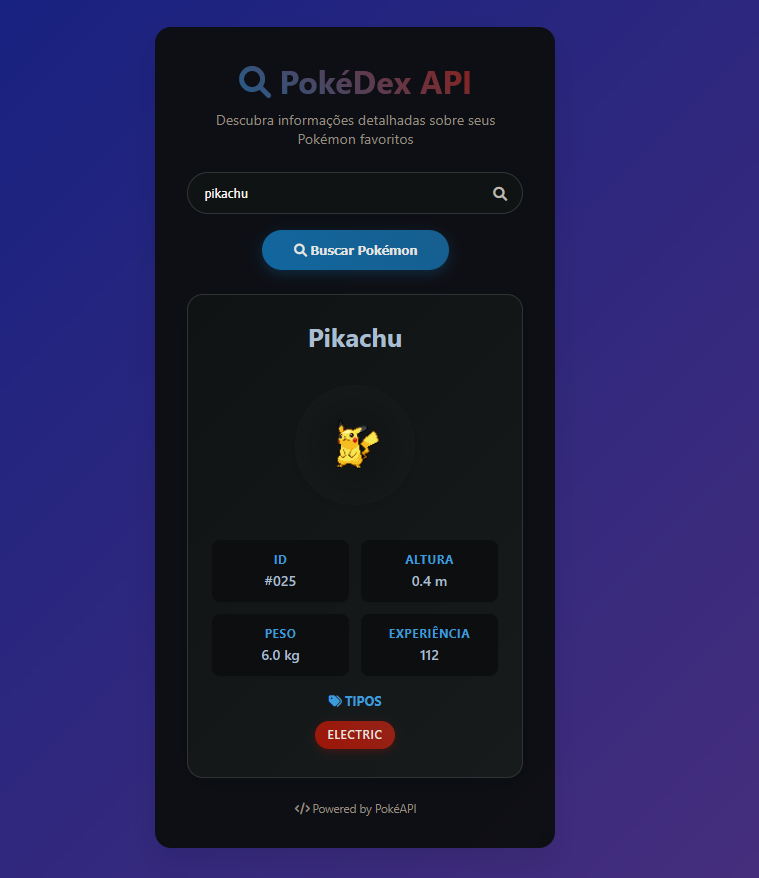 PokéDex API
Descubra informações detalhadas sobre seus
Pokémon favoritos
pikachu
Buscar Pokémon
Pikachu
ID
#025
ALTURA
0.4 m
PESO
6.0 kg
EXPERIÊNCIA
112
TIPOS
ELECTRIC
</> Powered by PokéAPI